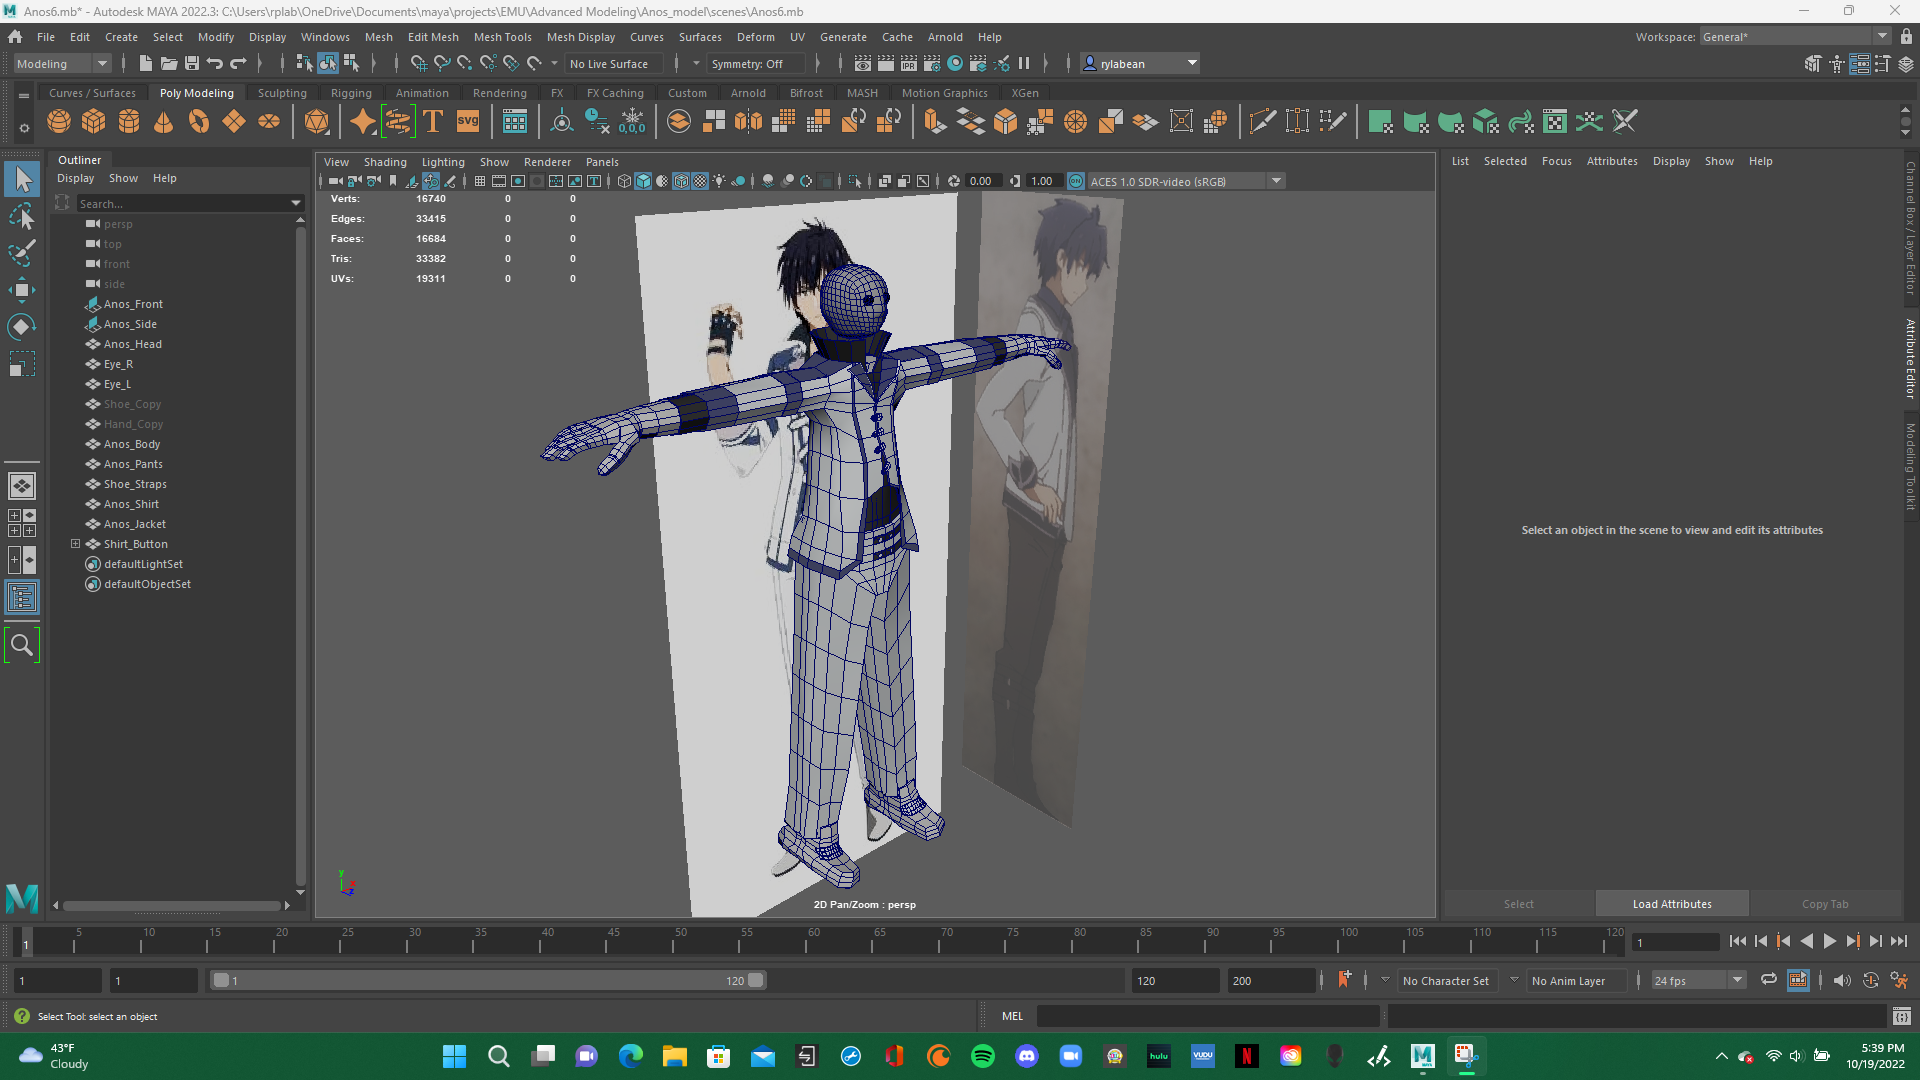 Anos6.mb* - Autodesk MAYA 2022.3: C:\Users\rplab\OneDrive\Documents\maya\projects\EMU\Advanced Modeling\Anos_model\scenes\Anos6.mb
File Edit Create Select Modify Display Windows Mesh Edit Mesh Mesh Tools Mesh Display Curves Surfaces Deform UV Generate Cache Arnold Help
Workspace: General*
Modeling
No Live Surface
Symmetry: Off
IPR
rylabean
Curves / Surfaces Poly Modeling Sculpting Rigging Animation Rendering FX FX Caching Custom Arnold Bifrost MASH Motion Graphics XGen
T
svg
0,0,0
Outliner
Display Show Help
Search...
persp
top
front
side
Anos_Front
Anos_Side
Anos_Head
Eye_R
Eye_L
Shoe_Copy
Hand_Copy
Anos_Body
Anos_Pants
Shoe_Straps
Anos_Shirt
Anos_Jacket
Shirt_Button
defaultLightSet
defaultObjectSet
View Shading Lighting Show Renderer Panels
0.00
1.00
ON
ACES 1.0 SDR-video (sRGB)
Verts: 16740 0 0
Edges: 33415 0 0
Faces: 16684 0 0
Tris: 33382 0 0
UVs: 19311 0 0
y
x
z
2D Pan/Zoom : persp
List Selected Focus Attributes Display Show Help
Select an object in the scene to view and edit its attributes
Select
Load Attributes
Copy Tab
Channel Box / Layer Editor
Attribute Editor
Modeling Toolkit
1
5 10 15 20 25 30 35 40 45 50 55 60 65 70 75 80 85 90 95 100 105 110 115 120
1
1
1
1
120
120
200
No Character Set
No Anim Layer
24 fps
Select Tool: select an object
MEL
43°F
Cloudy
hulu
VUDU
N
M
5:39 PM
10/19/2022